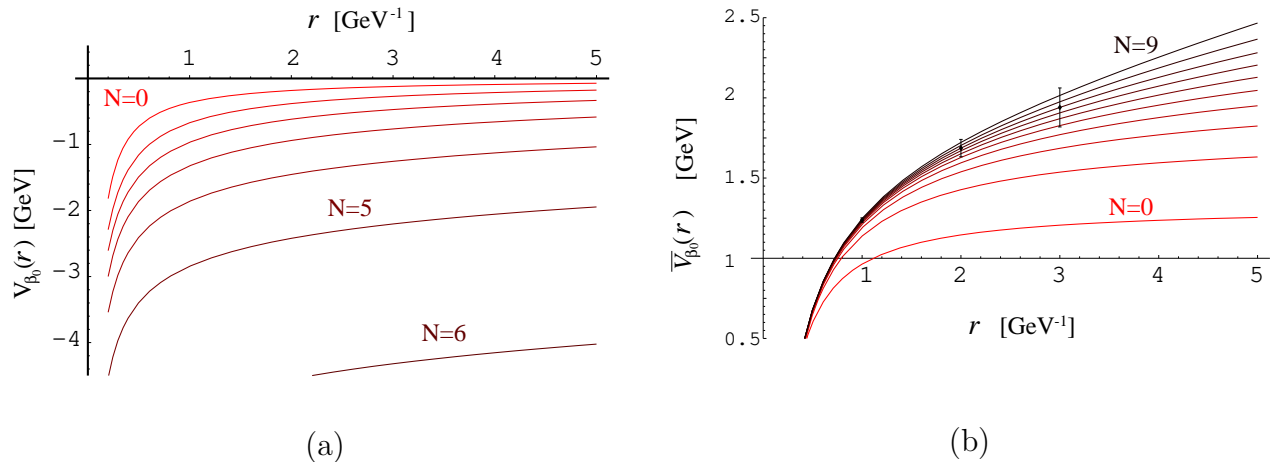 r [GeV⁻¹]
1 2 3 4 5
N=0
−1
−2
−3
−4
N=5
N=6
V_β₀(r) [GeV]
(a)
2.5
2
1.5
1
0.5
N=9
N=0
1 2 3 4 5
r [GeV⁻¹]
V̅_β₀(r) [GeV]
(b)